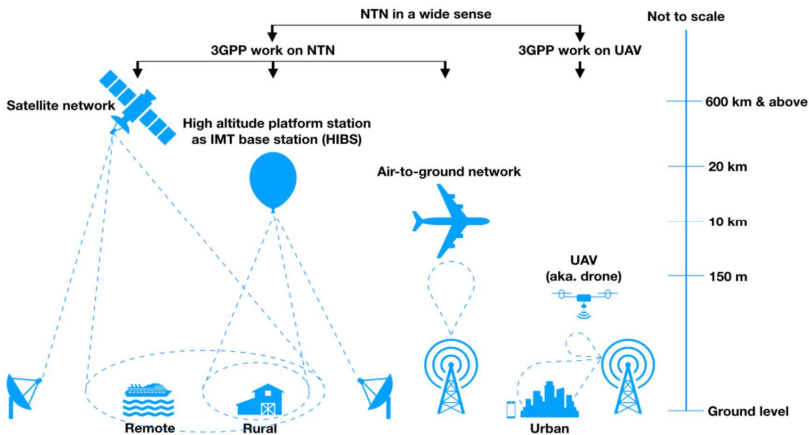 NTN in a wide sense
Not to scale
3GPP work on NTN
3GPP work on UAV
Satellite network
600 km & above
High altitude platform station
as IMT base station (HIBS)
20 km
Air-to-ground network
10 km
UAV
(aka. drone)
150 m
Ground level
Remote
Rural
Urban